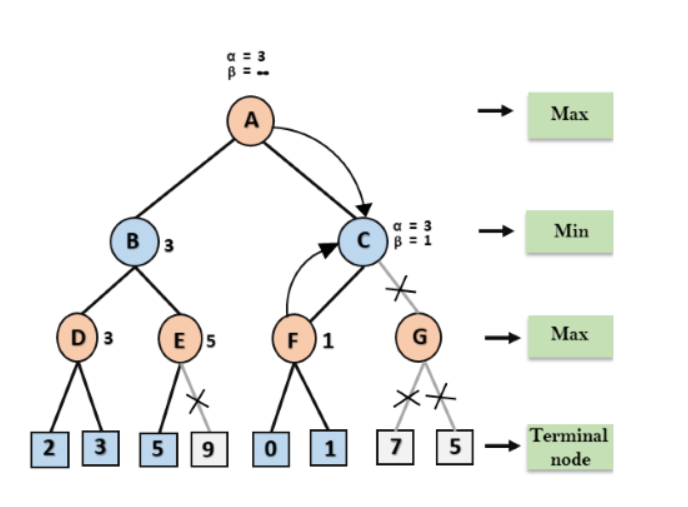 α = 3
β = ∞
A
Max
B
3
C
α = 3
β = 1
Min
D
3
E
5
F
1
G
Max
2
3
5
9
0
1
7
5
Terminal
node